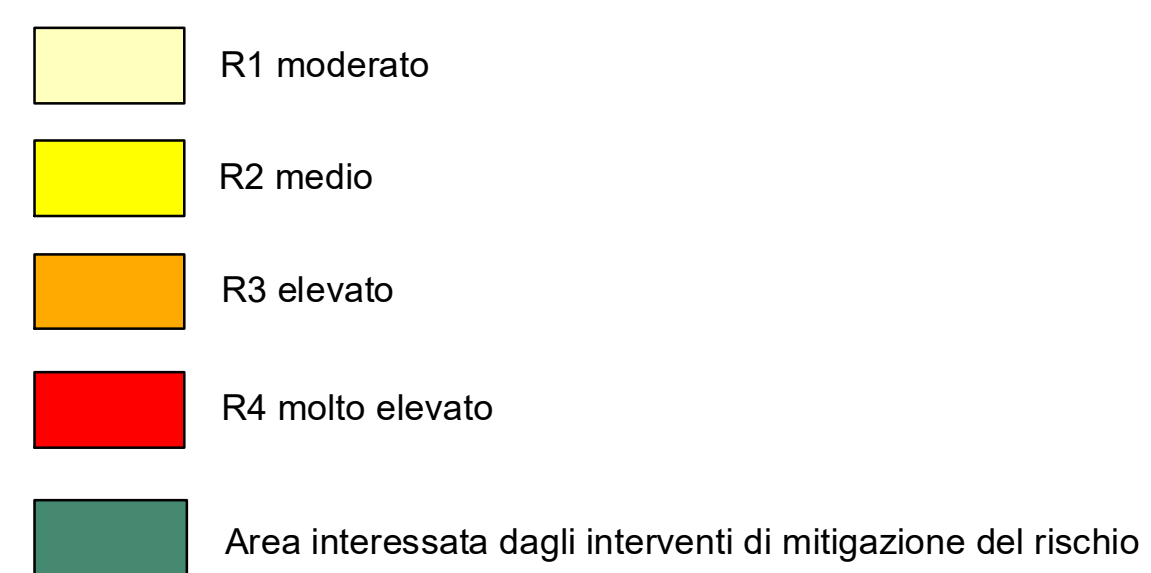 R1 moderato
R2 medio
R3 elevato
R4 molto elevato
Area interessata dagli interventi di mitigazione del rischio